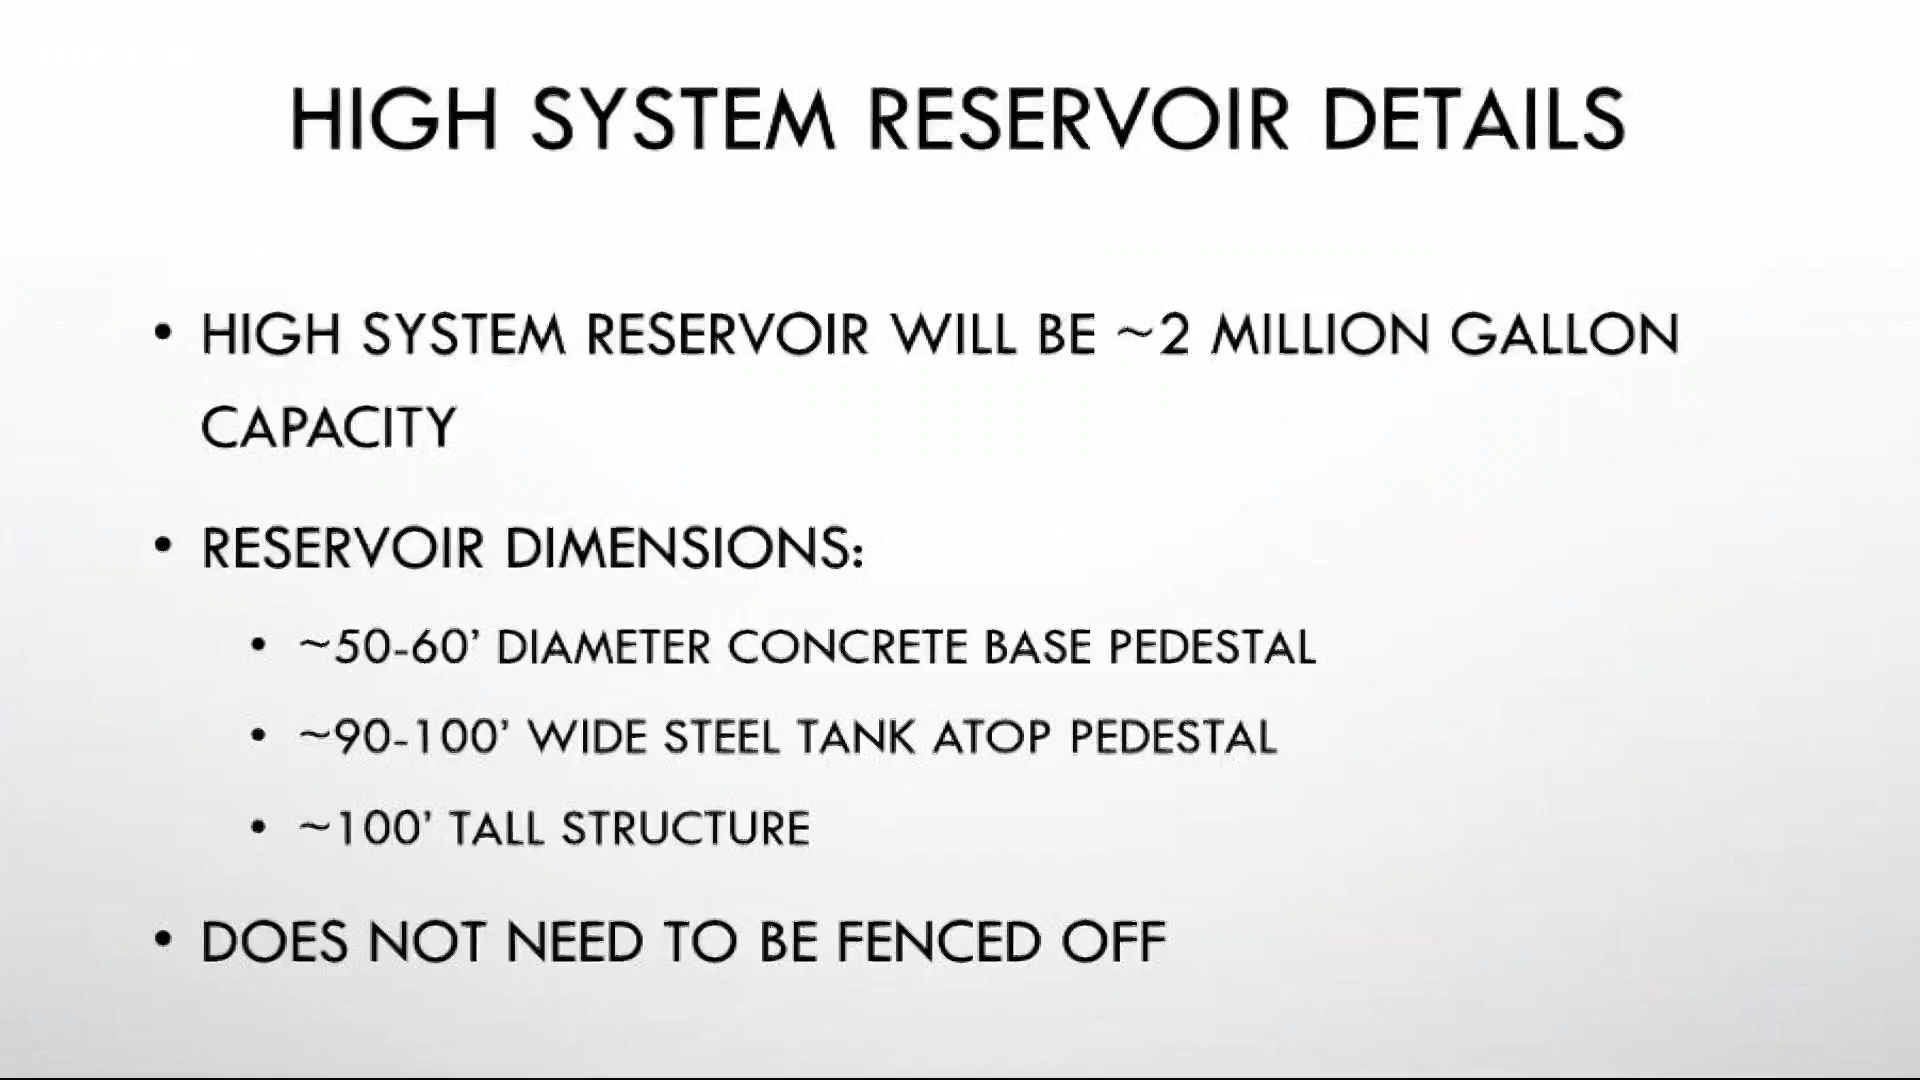 HIGH SYSTEM RESERVOIR DETAILS
• HIGH SYSTEM RESERVOIR WILL BE ~2 MILLION GALLON
CAPACITY
• RESERVOIR DIMENSIONS:
• ~50-60’ DIAMETER CONCRETE BASE PEDESTAL
• ~90-100’ WIDE STEEL TANK ATOP PEDESTAL
• ~100’ TALL STRUCTURE
• DOES NOT NEED TO BE FENCED OFF